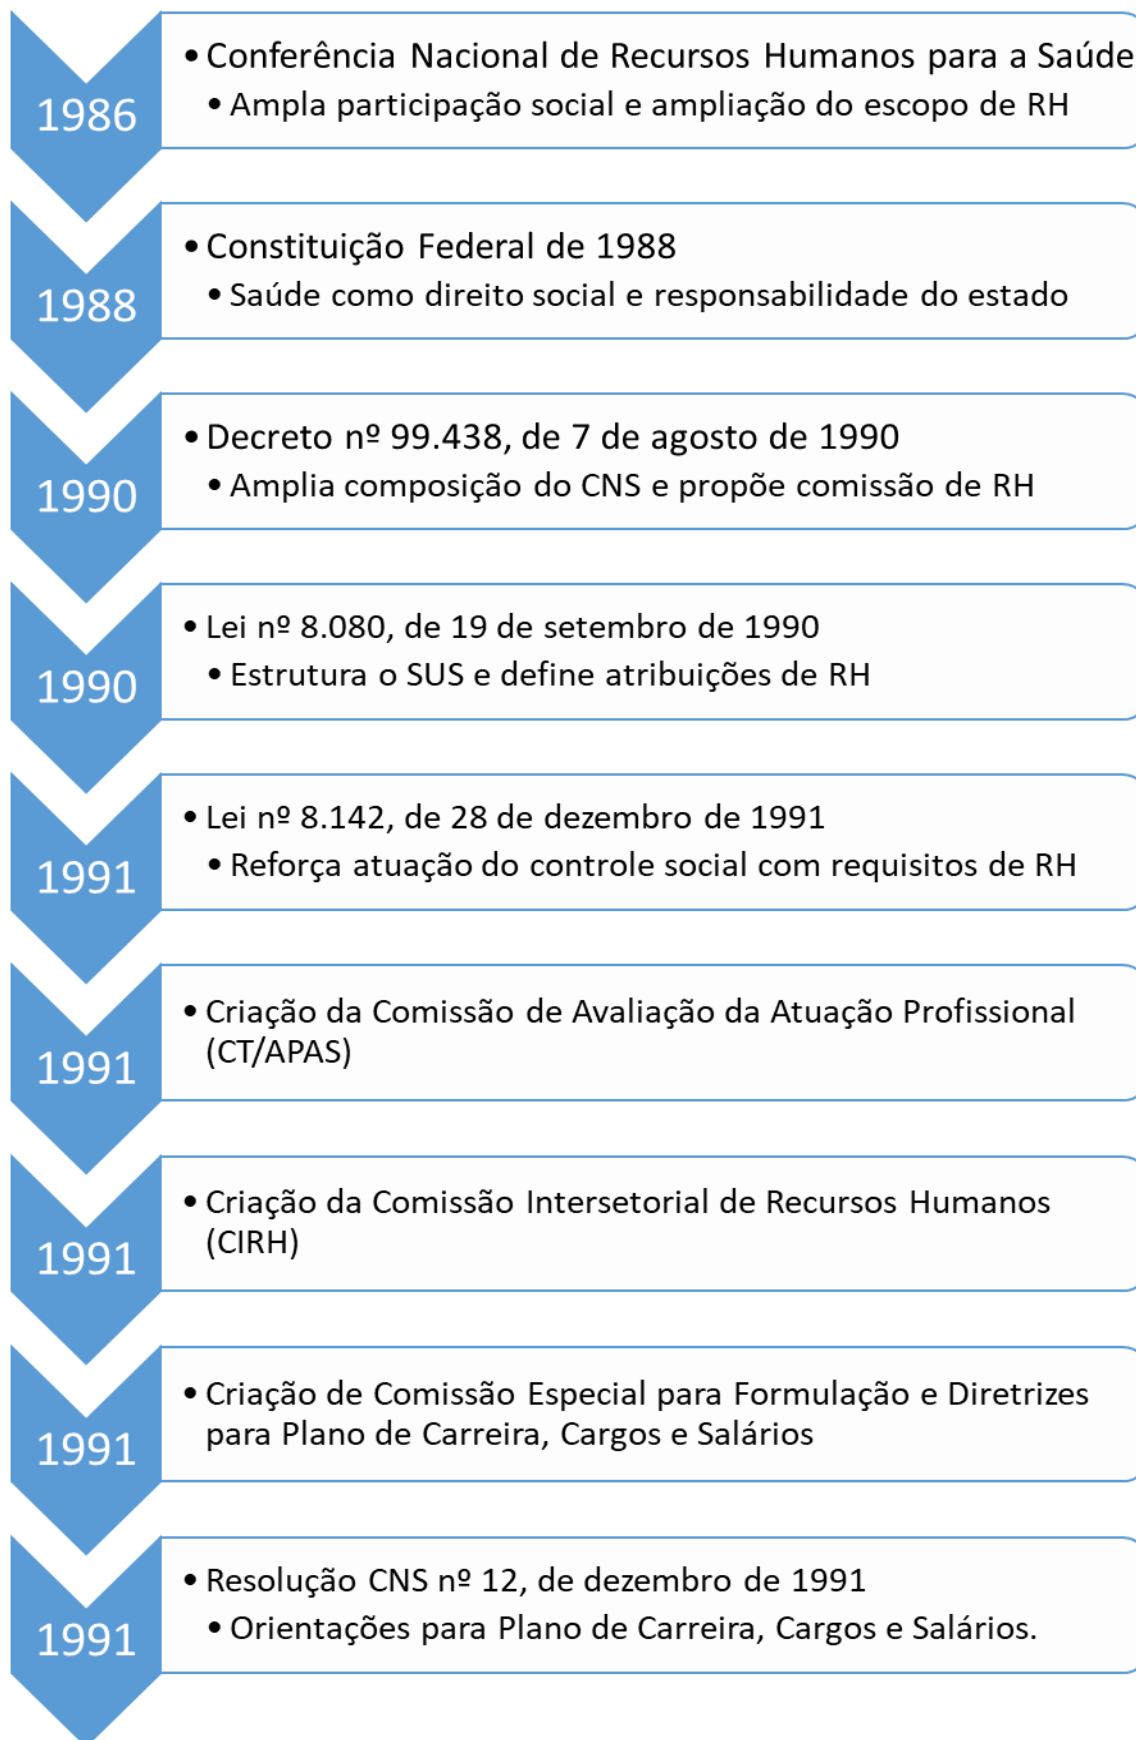 1986
• Conferência Nacional de Recursos Humanos para a Saúde
• Ampla participação social e ampliação do escopo de RH
1988
• Constituição Federal de 1988
• Saúde como direito social e responsabilidade do estado
1990
• Decreto nº 99.438, de 7 de agosto de 1990
• Amplia composição do CNS e propõe comissão de RH
1990
• Lei nº 8.080, de 19 de setembro de 1990
• Estrutura o SUS e define atribuições de RH
1991
• Lei nº 8.142, de 28 de dezembro de 1991
• Reforça atuação do controle social com requisitos de RH
1991
• Criação da Comissão de Avaliação da Atuação Profissional
(CT/APAS)
1991
• Criação da Comissão Intersetorial de Recursos Humanos
(CIRH)
1991
• Criação de Comissão Especial para Formulação e Diretrizes
para Plano de Carreira, Cargos e Salários
1991
• Resolução CNS nº 12, de dezembro de 1991
• Orientações para Plano de Carreira, Cargos e Salários.